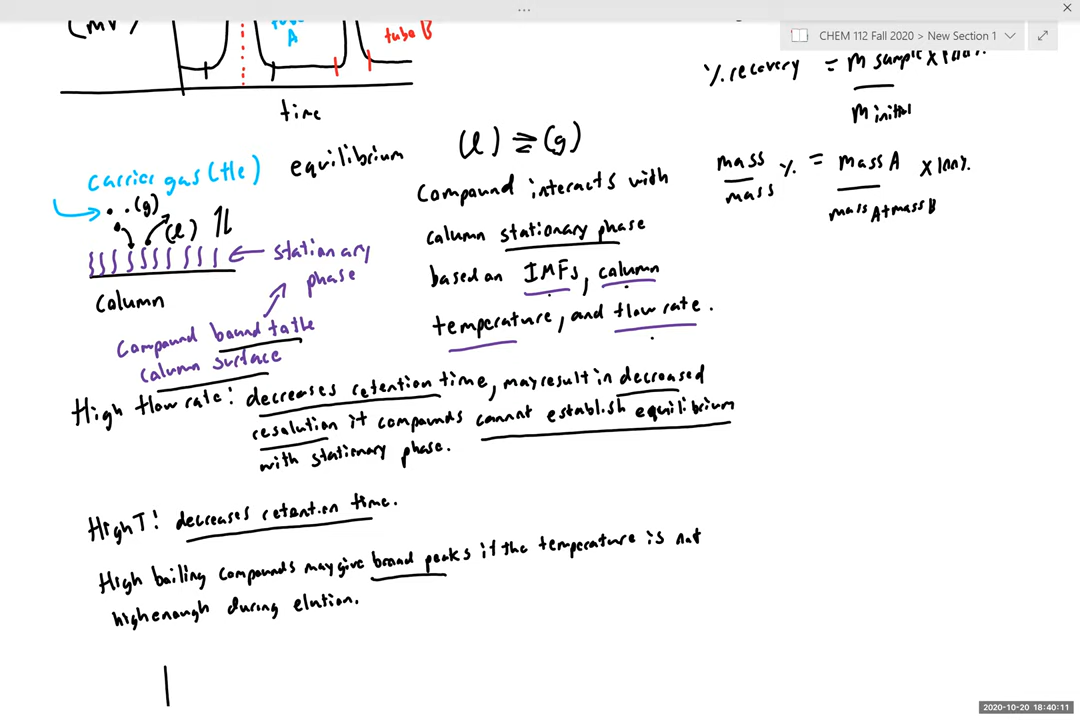 CHEM 112 Fall 2020 > New Section 1
(mV)
tube
A
tube B
time
% recovery = m sample x 100%
m initial
mass % = mass A x 100%
mass
mass A + mass B
equilibrium
(l) ⇄ (g)
carrier gas (He)
(g)
(l) ⇅
stationary
phase
column
compound bound to the
column surface
Compound interacts with
column stationary phase
based on IMFs, column
temperature, and flow rate.
High flow rate: decreases retention time, may result in decreased
resolution if compounds cannot establish equilibrium
with stationary phase.
High T: decreases retention time.
High boiling compounds may give broad peaks if the temperature is not
high enough during elution.
2020-10-20 18:40:11